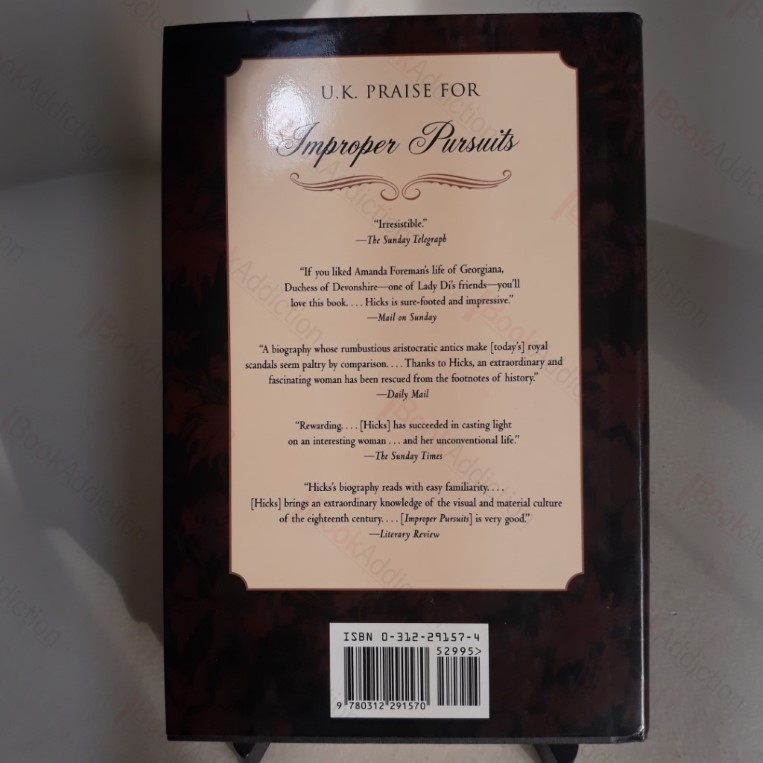 U.K. PRAISE FOR
Improper Pursuits
"Irresistible."
—The Sunday Telegraph
"If you liked Amanda Foreman's life of Georgiana,
Duchess of Devonshire—one of Lady Di's friends—you'll
love this book. . . . Hicks is sure-footed and impressive."
—Mail on Sunday
"A biography whose rumbustious aristocratic antics make [today's] royal
scandals seem paltry by comparison. . . . Thanks to Hicks, an extraordinary and
fascinating woman has been rescued from the footnotes of history."
—Daily Mail
"Rewarding. . . . [Hicks] has succeeded in casting light
on an interesting woman . . . and her unconventional life."
—The Sunday Times
"Hicks's biography reads with easy familiarity. . . .
[Hicks] brings an extraordinary knowledge of the visual and material culture
of the eighteenth century. . . . [Improper Pursuits] is very good."
—Literary Review
ISBN 0-312-29157-4
52995>
9 780312 291570
BookAddiction